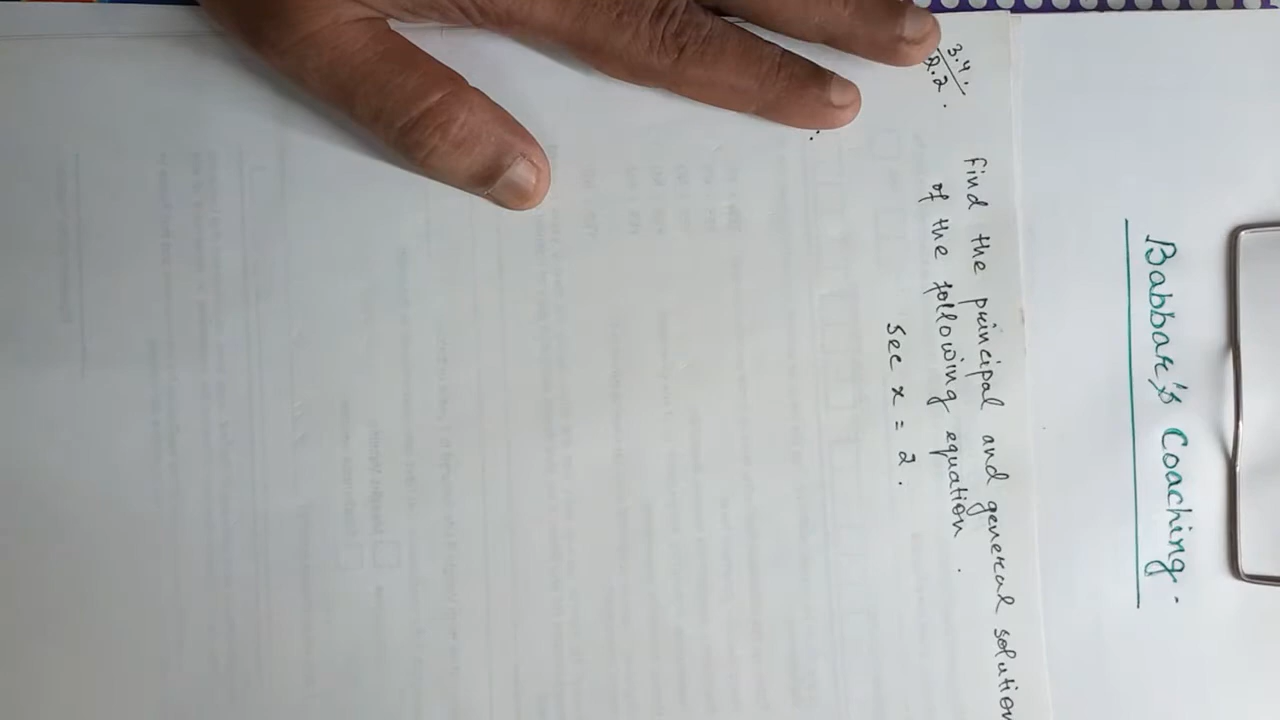 Babbar's Coaching.
3.4.
Q.2.
Find the principal and general solution
of the following equation.
Sec x = 2.